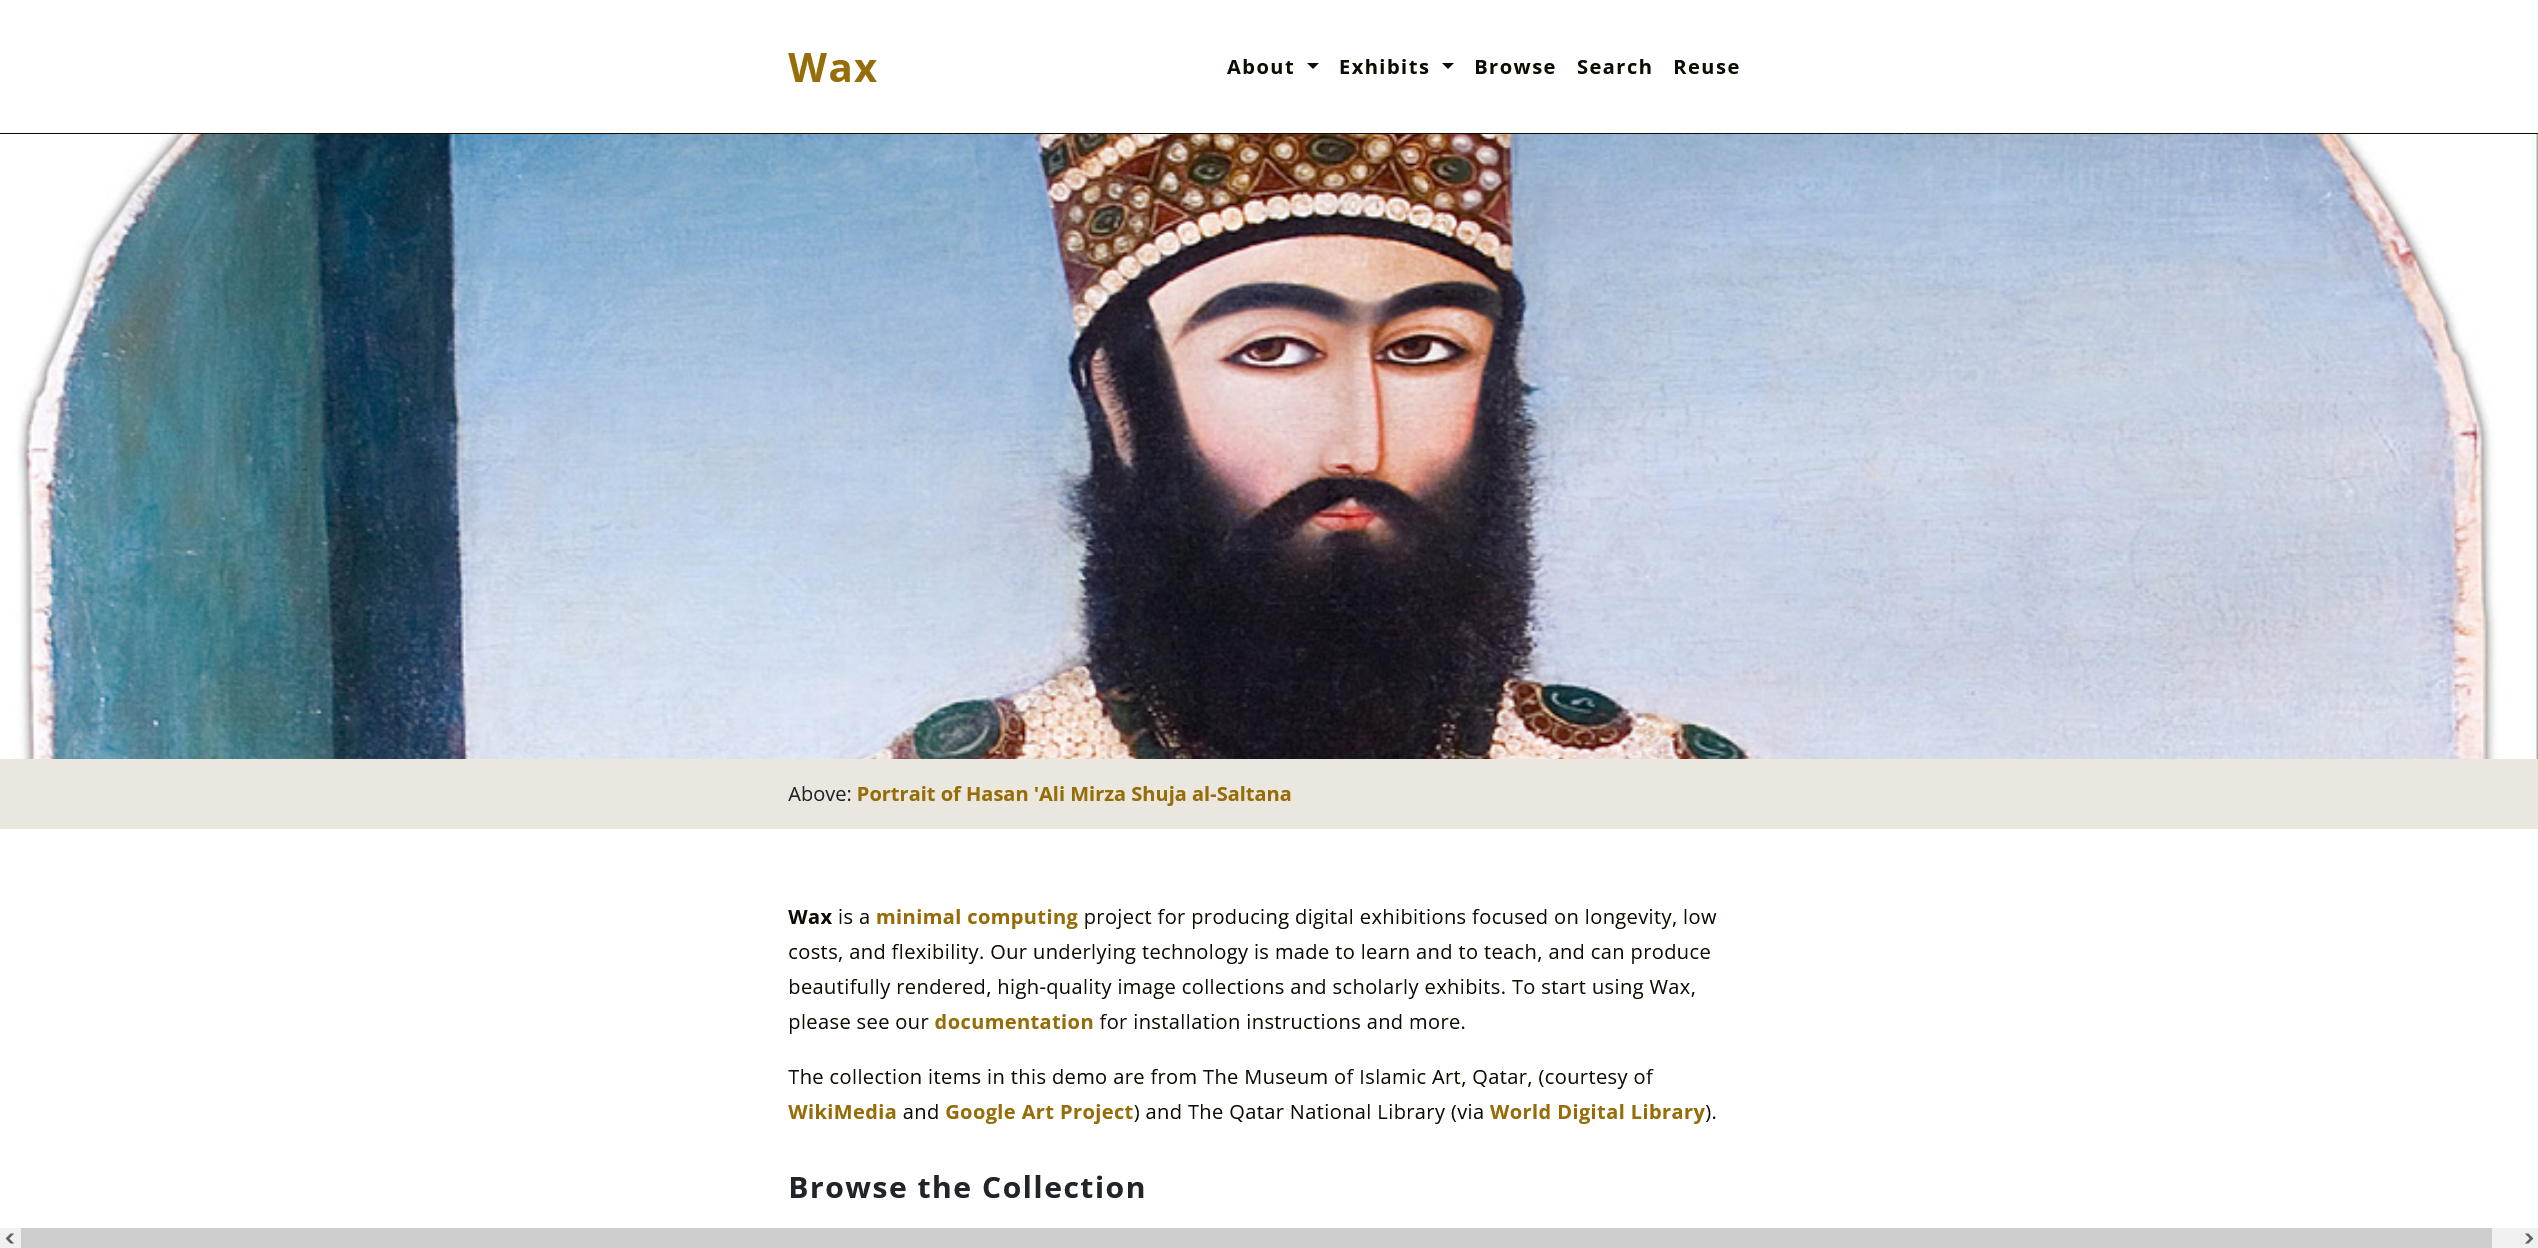 Wax
About Exhibits Browse Search Reuse
Above: Portrait of Hasan 'Ali Mirza Shuja al-Saltana
Wax is a minimal computing project for producing digital exhibitions focused on longevity, low
costs, and flexibility. Our underlying technology is made to learn and to teach, and can produce
beautifully rendered, high-quality image collections and scholarly exhibits. To start using Wax,
please see our documentation for installation instructions and more.
The collection items in this demo are from The Museum of Islamic Art, Qatar, (courtesy of
WikiMedia and Google Art Project) and The Qatar National Library (via World Digital Library).
Browse the Collection